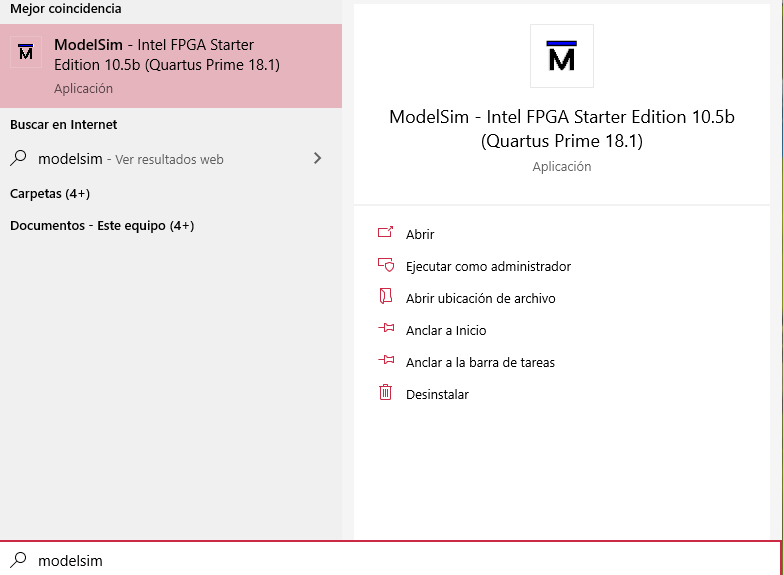 Mejor coincidencia
ModelSim - Intel FPGA Starter
Edition 10.5b (Quartus Prime 18.1)
Aplicación
Buscar en Internet
modelsim - Ver resultados web
Carpetas (4+)
Documentos - Este equipo (4+)
M
ModelSim - Intel FPGA Starter Edition 10.5b
(Quartus Prime 18.1)
Aplicación
Abrir
Ejecutar como administrador
Abrir ubicación de archivo
Anclar a Inicio
Anclar a la barra de tareas
Desinstalar
modelsim